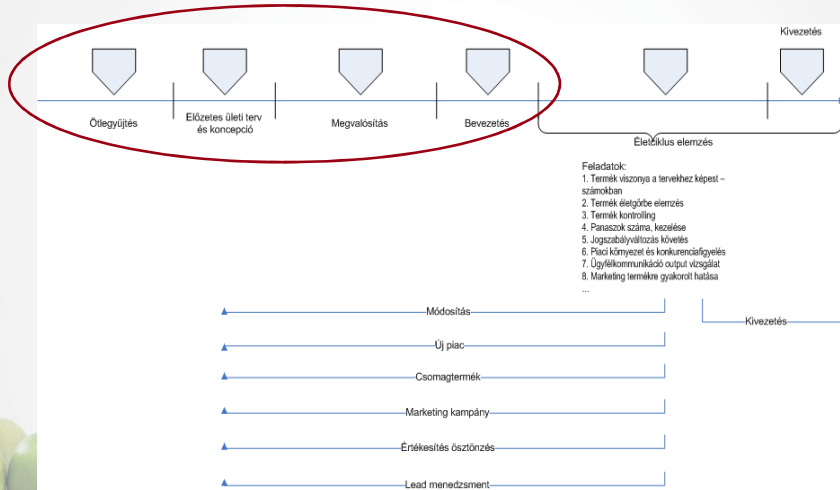 Kivezetés
Ötlegyűjtés
Előzetes ületi terv
és koncepció
Megvalósítás
Bevezetés
Életciklus elemzés
Feladatok:
1. Termék viszonya a tervekhez képest –
számokban
2. Termék életgörbe elemzés
3. Termék kontrolling
4. Panaszok száma, kezelése
5. Jogszabályváltozás követés
6. Piaci környezet és konkurenciafigyelés
7. Ügyfélkommunikáció output vizsgálat
8. Marketing termékre gyakorolt hatása
...
Módosítás
Kivezetés
Új piac
Csomagtermék
Marketing kampány
Értékesítés ösztönzés
Lead menedzsment